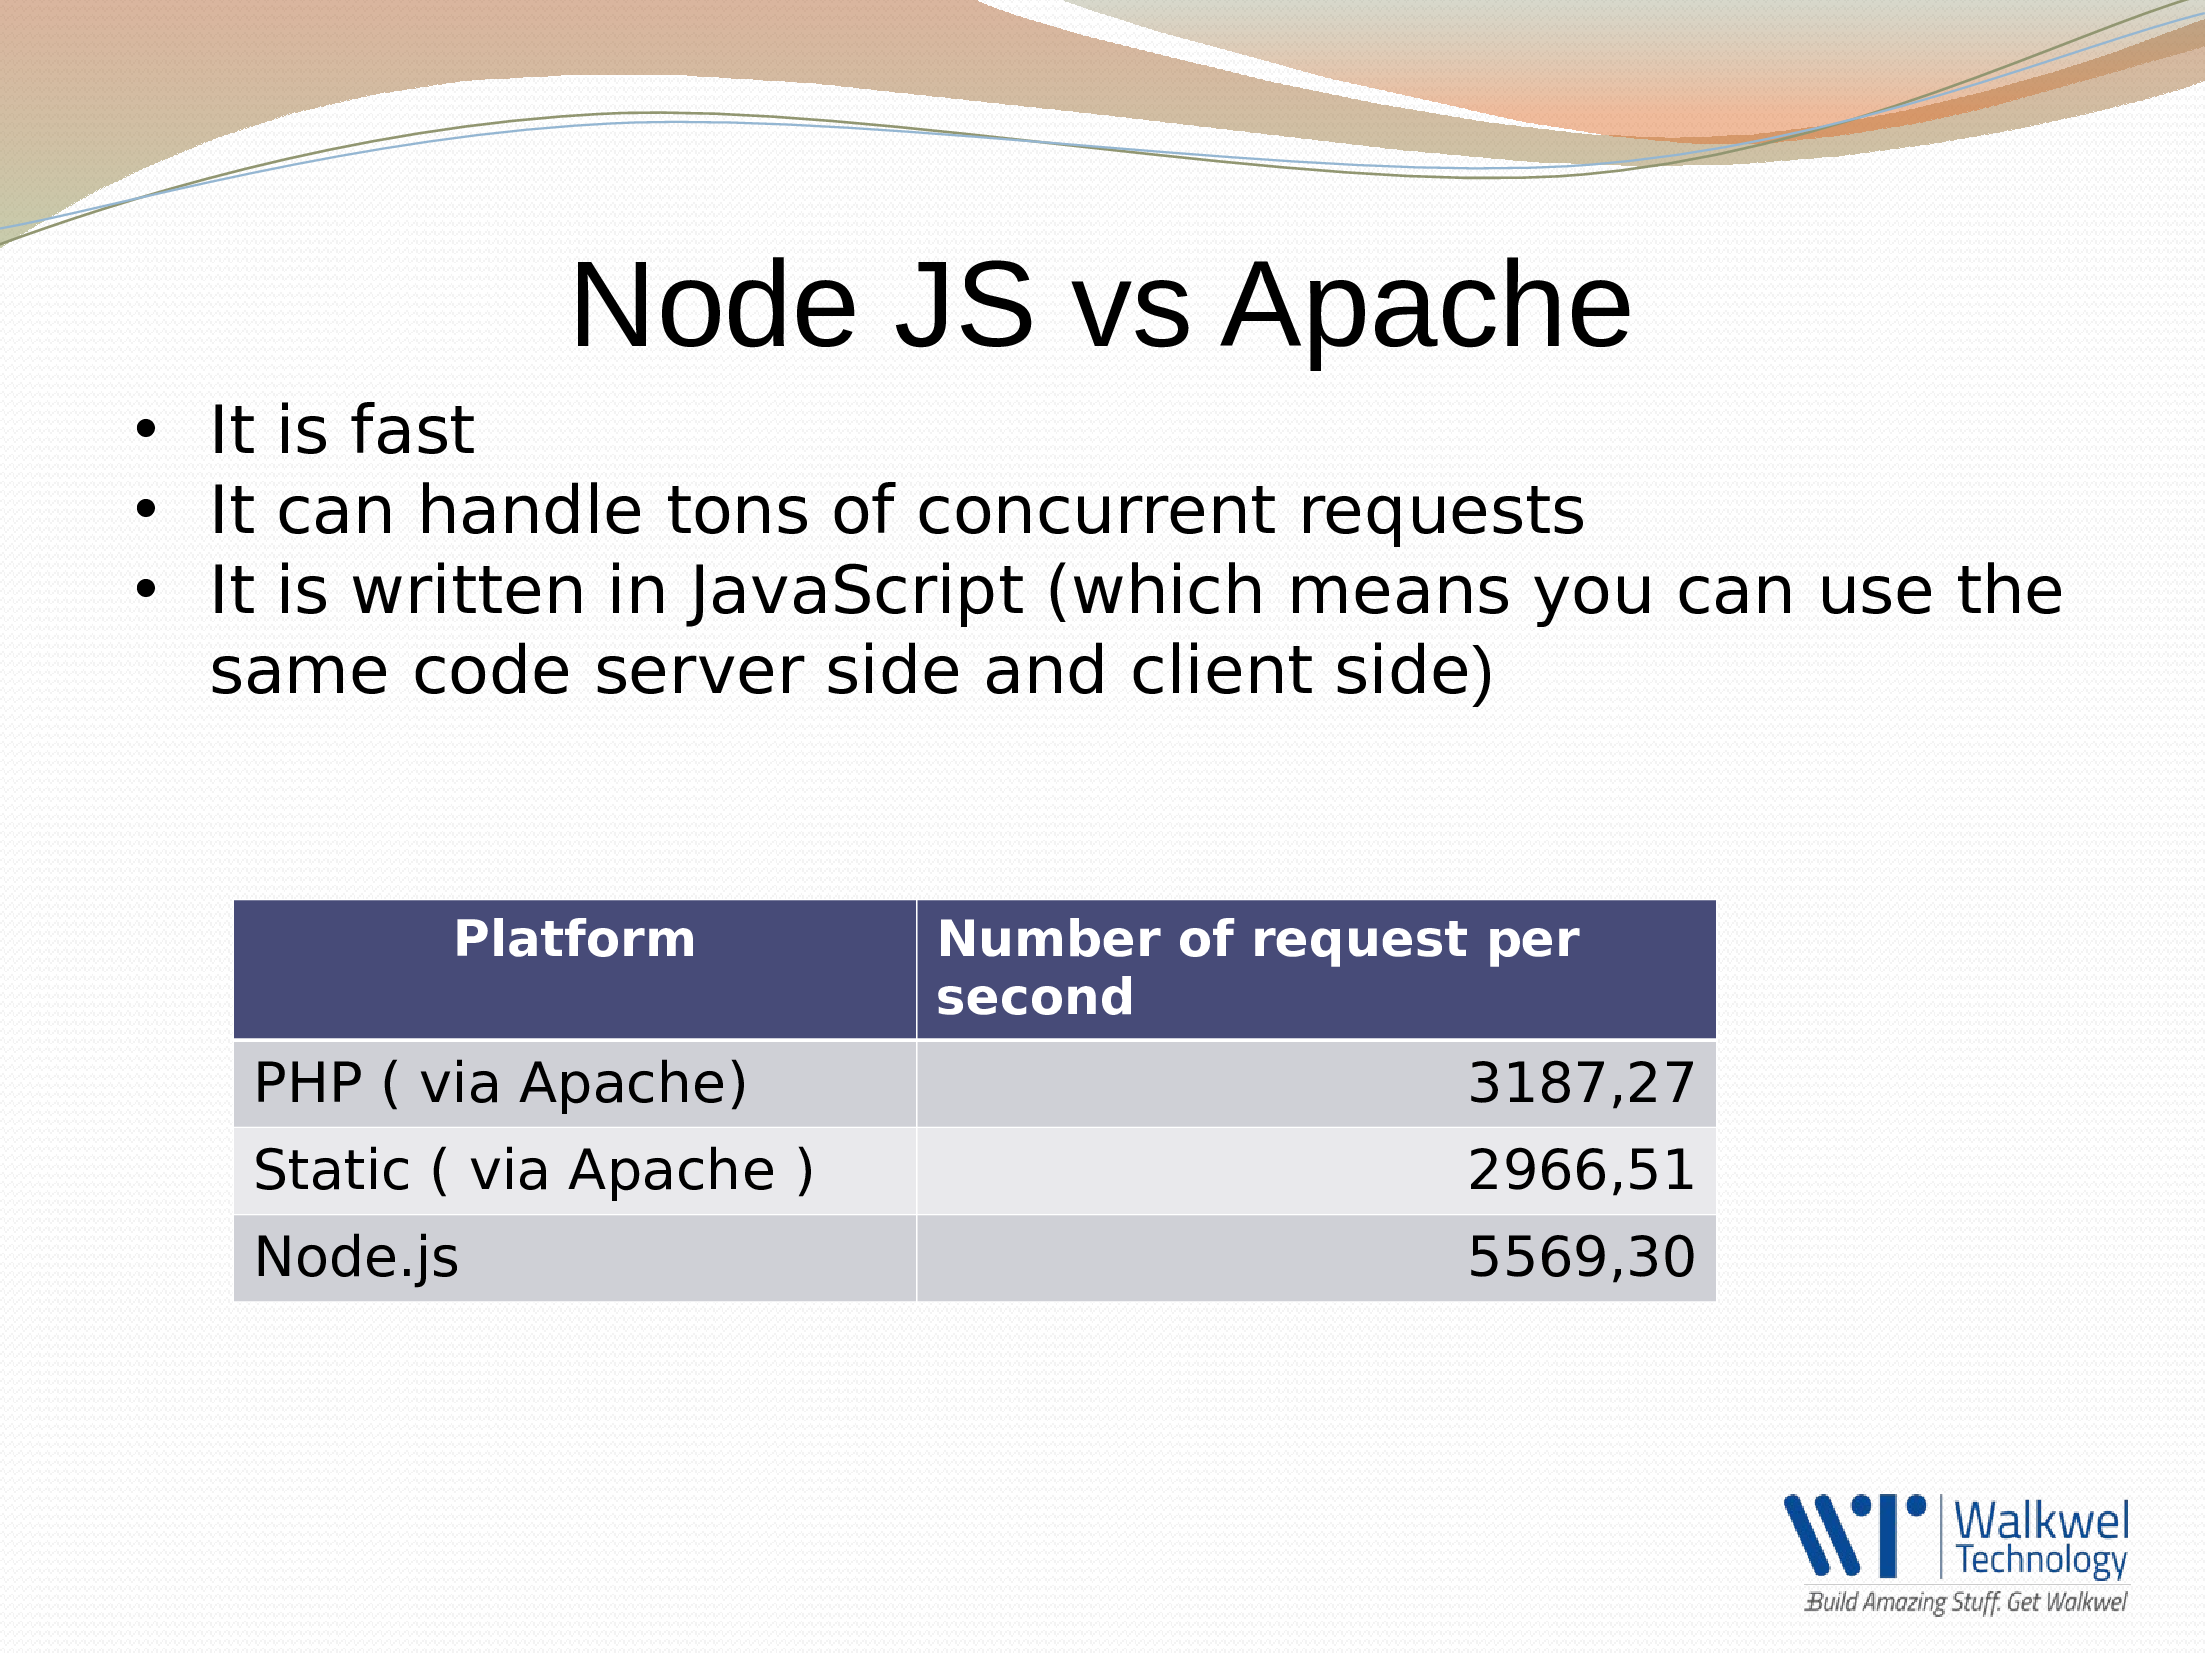 Node JS vs Apache
• It is fast
• It can handle tons of concurrent requests
• It is written in JavaScript (which means you can use the
same code server side and client side)
Platform
Number of request per
second
PHP ( via Apache)
3187,27
Static ( via Apache )
2966,51
Node.js
5569,30
WT
Walkwel
Technology
Build Amazing Stuff. Get Walkwel